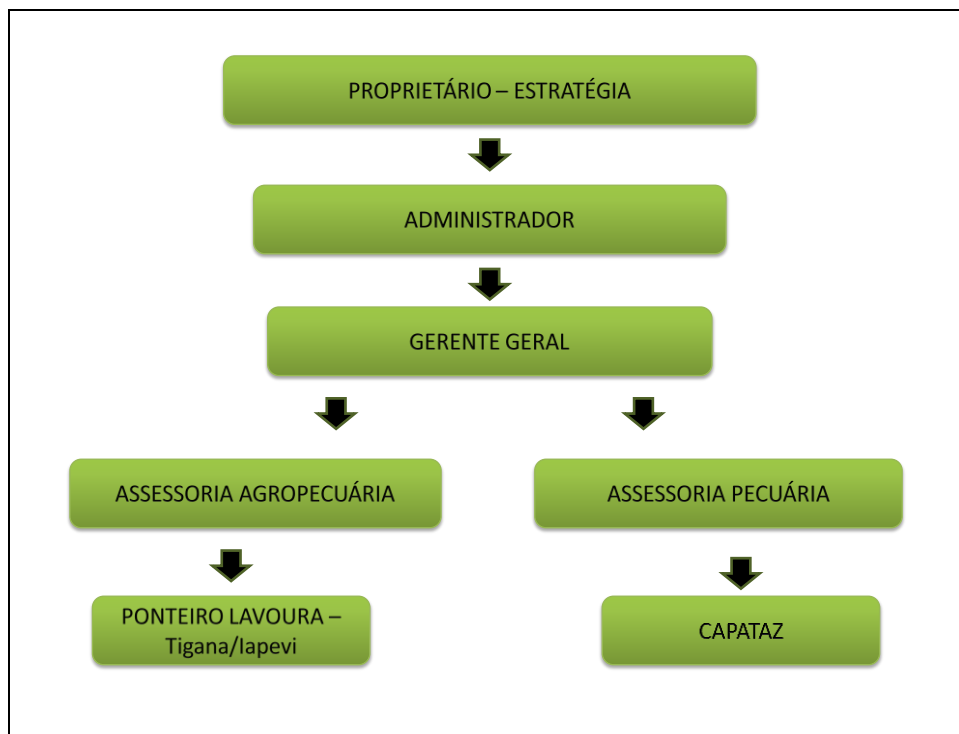 PROPRIETÁRIO – ESTRATÉGIA
ADMINISTRADOR
GERENTE GERAL
ASSESSORIA AGROPECUÁRIA
ASSESSORIA PECUÁRIA
PONTEIRO LAVOURA –
Tigana/Iapevi
CAPATAZ